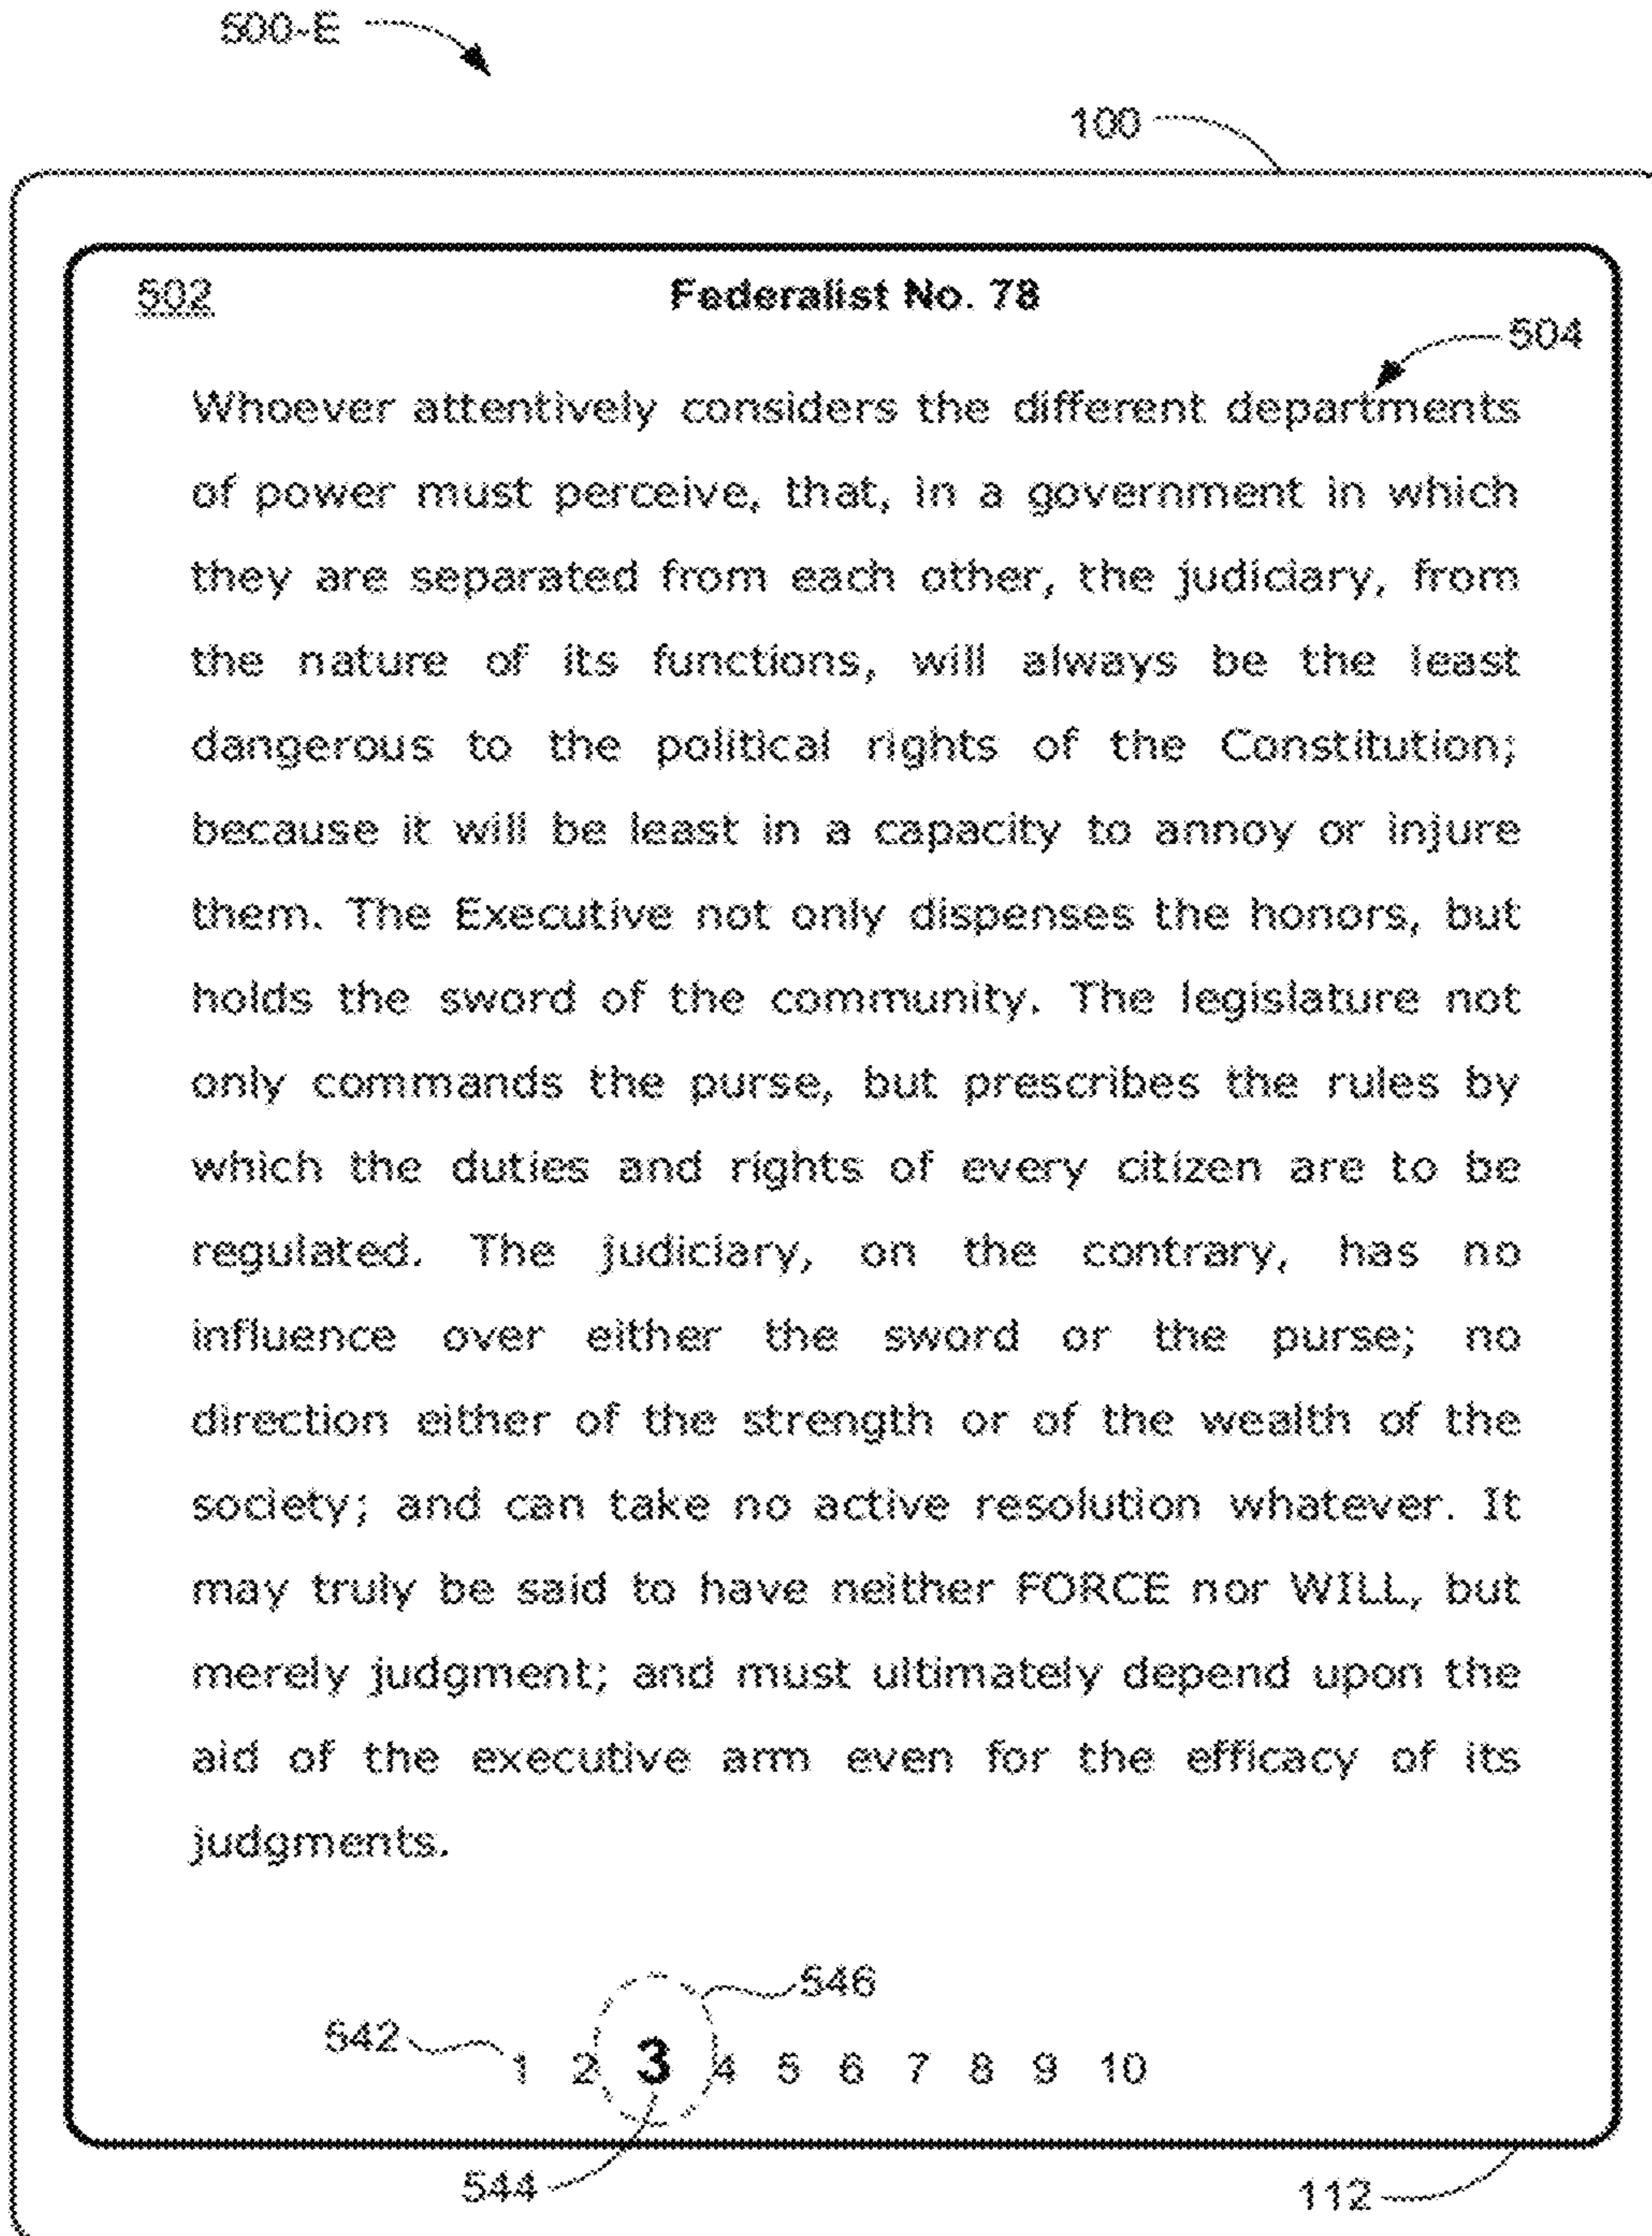 500-E
100
502 Federalist No. 78
504
Whoever attentively considers the different departments
of power must perceive, that, in a government in which
they are separated from each other, the judiciary, from
the nature of its functions, will always be the least
dangerous to the political rights of the Constitution;
because it will be least in a capacity to annoy or injure
them. The Executive not only dispenses the honors, but
holds the sword of the community. The legislature not
only commands the purse, but prescribes the rules by
which the duties and rights of every citizen are to be
regulated. The judiciary, on the contrary, has no
influence over either the sword or the purse; no
direction either of the strength or of the wealth of the
society; and can take no active resolution whatever. It
may truly be said to have neither FORCE nor WILL, but
merely judgment; and must ultimately depend upon the
aid of the executive arm even for the efficacy of its
judgments.
546
542
1 2 3 4 5 6 7 8 9 10
544 112